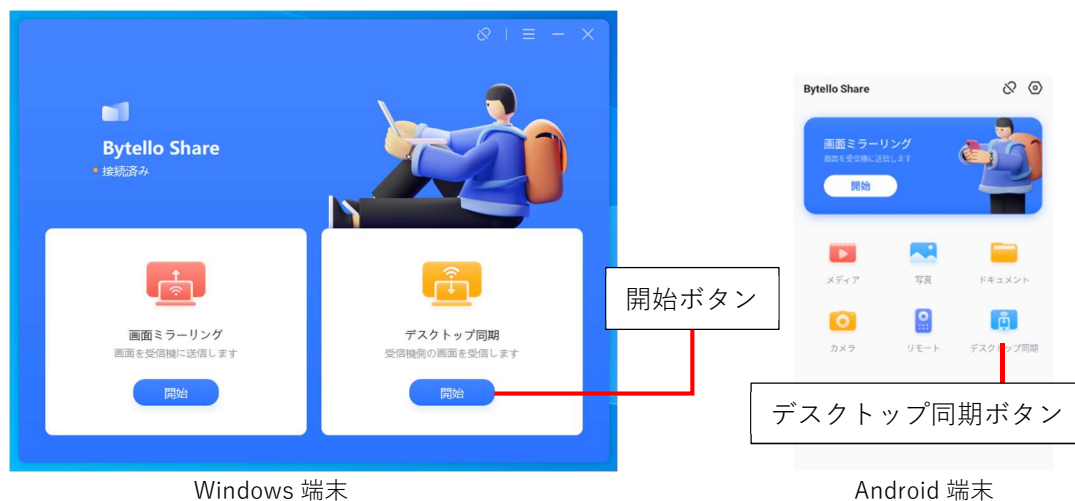 Bytello Share
接続済み
画面ミラーリング
画面を受信機に送信します
開始
デスクトップ同期
受信機側の画面を受信します
開始
開始ボタン
Windows 端末
Bytello Share
画面ミラーリング
画面を受信機に送信します
開始
メディア
写真
ドキュメント
カメラ
リモート
デスクトップ同期
デスクトップ同期ボタン
Android 端末